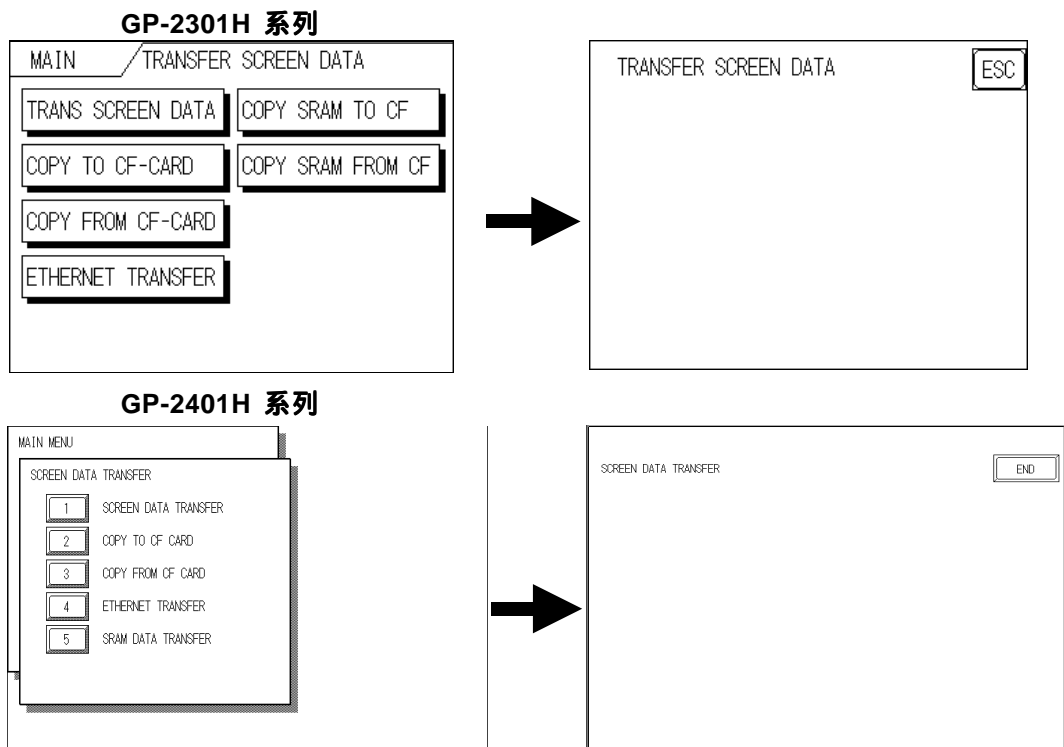 GP-2301H 系列
MAIN
TRANSFER SCREEN DATA
TRANS SCREEN DATA
COPY SRAM TO CF
COPY TO CF-CARD
COPY SRAM FROM CF
COPY FROM CF-CARD
ETHERNET TRANSFER
TRANSFER SCREEN DATA
ESC
GP-2401H 系列
MAIN MENU
SCREEN DATA TRANSFER
1 SCREEN DATA TRANSFER
2 COPY TO CF CARD
3 COPY FROM CF CARD
4 ETHERNET TRANSFER
5 SRAM DATA TRANSFER
SCREEN DATA TRANSFER
END